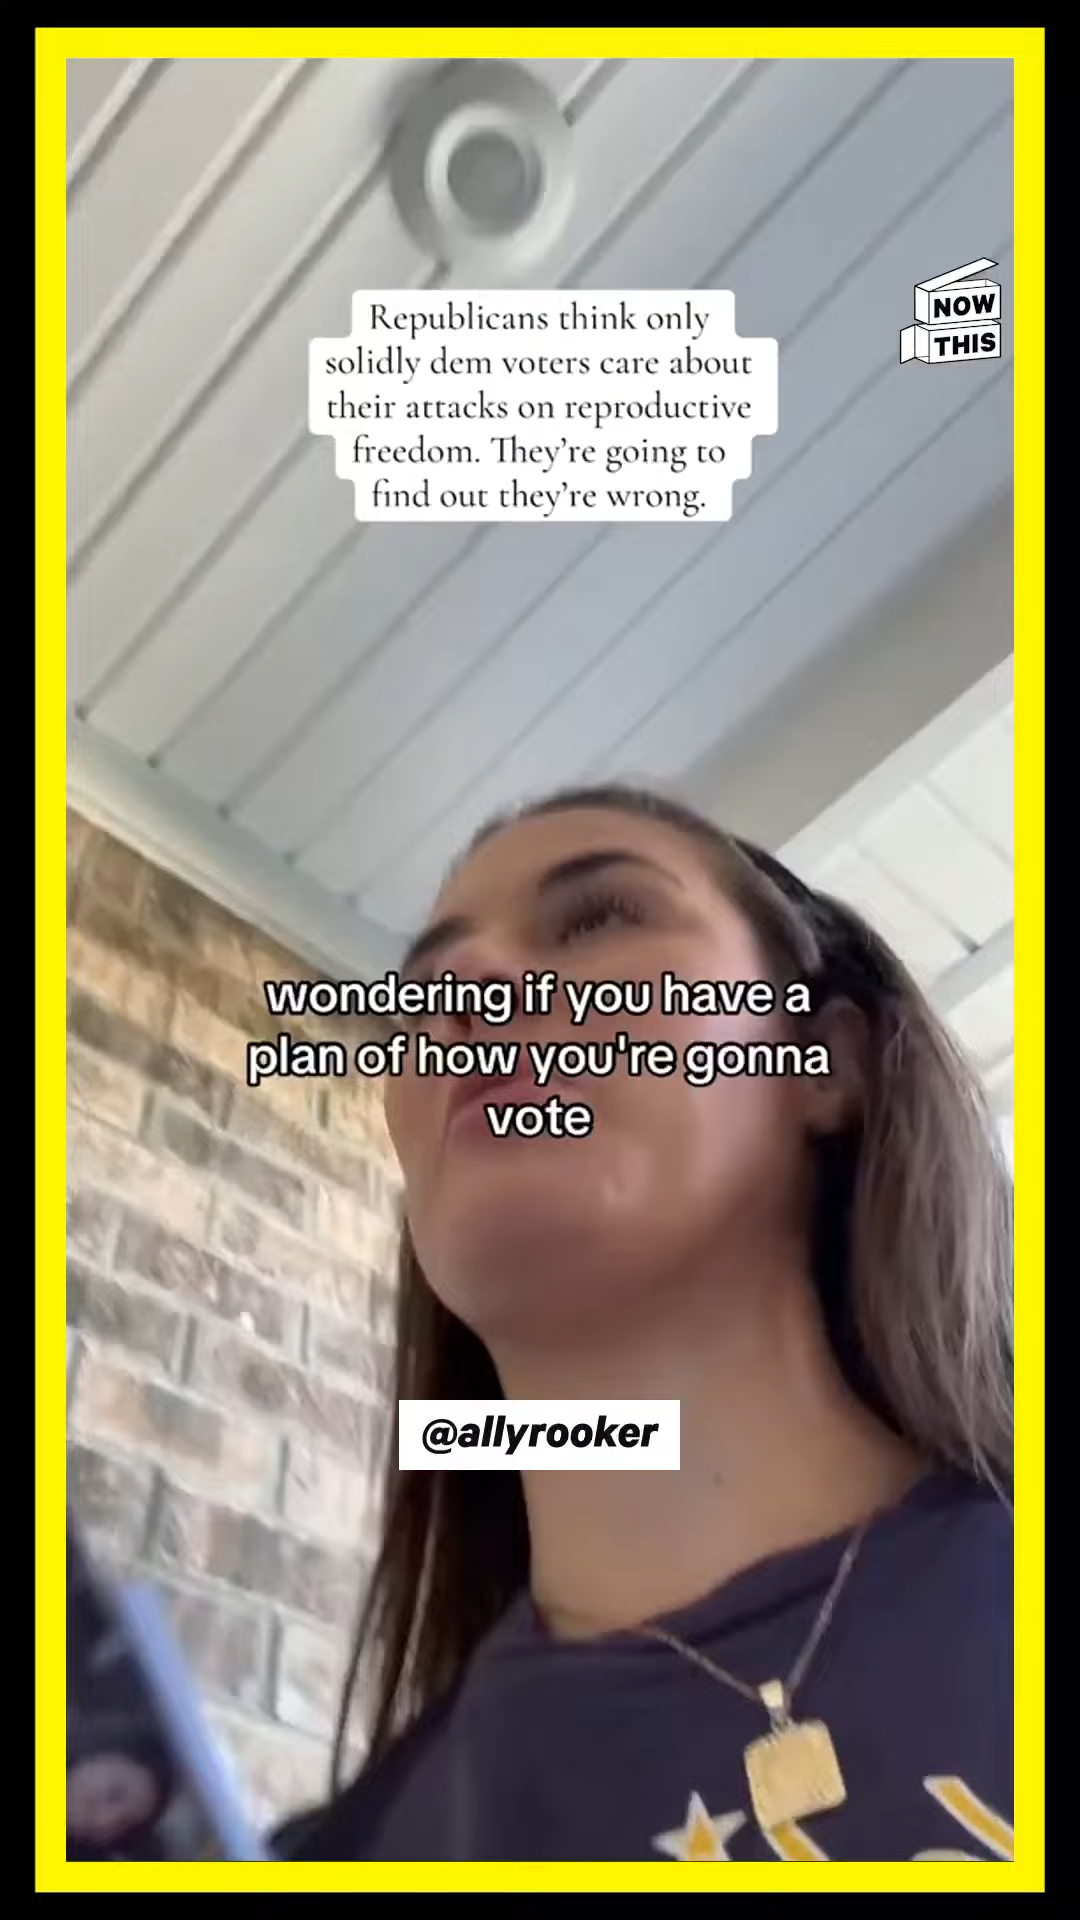 Republicans think only
solidly dem voters care about
their attacks on reproductive
freedom. They’re going to
find out they’re wrong.
NOW
THIS
wondering if you have a
plan of how you're gonna
vote
@allyrooker